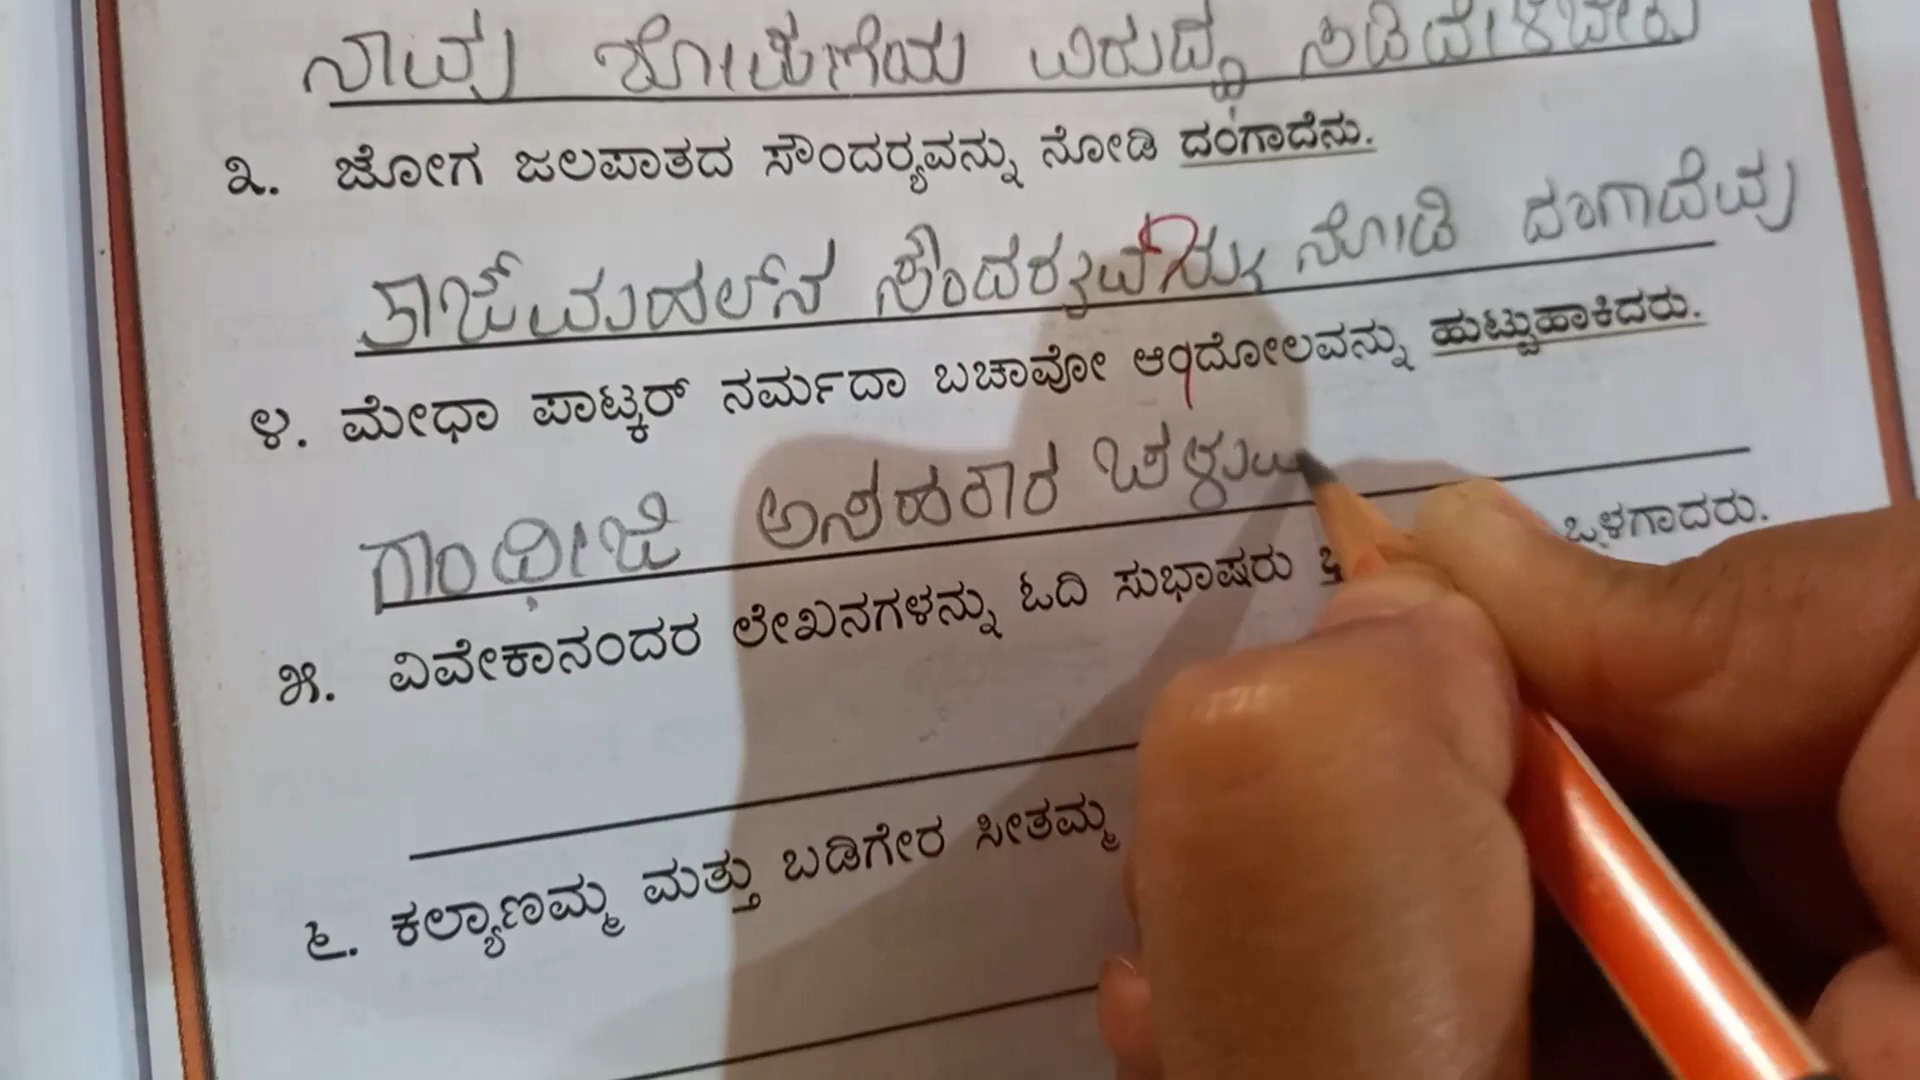 ನಾವು ಶೋಷಣೆಯ ವಿರುದ್ಧ ಸಿಡಿದೇಳಬೇಕು
೩. ಜೋಗ ಜಲಪಾತದ ಸೌಂದರ‍್ಯವನ್ನು ನೋಡಿ ದಂಗಾದೆನು.
ತಾಜ್‌ಮಹಲ್‌ನ ಸೌಂದರ‍್ಯವನ್ನು ನೋಡಿ ದಂಗಾದೆವು
೪. ಮೇಧಾ ಪಾಟ್ಕರ್ ನರ್ಮದಾ ಬಚಾವೋ ಆಂದೋಲವನ್ನು ಹುಟ್ಟುಹಾಕಿದರು.
ಗಾಂಧೀಜಿ ಅಸಹಕಾರ ಚಳುವ
೫. ವಿವೇಕಾನಂದರ ಲೇಖನಗಳನ್ನು ಓದಿ ಸುಭಾಷರು ಒಳಗಾದರು.
೬. ಕಲ್ಯಾಣಮ್ಮ ಮತ್ತು ಬಡಿಗೇರ ಸೀತಮ್ಮ